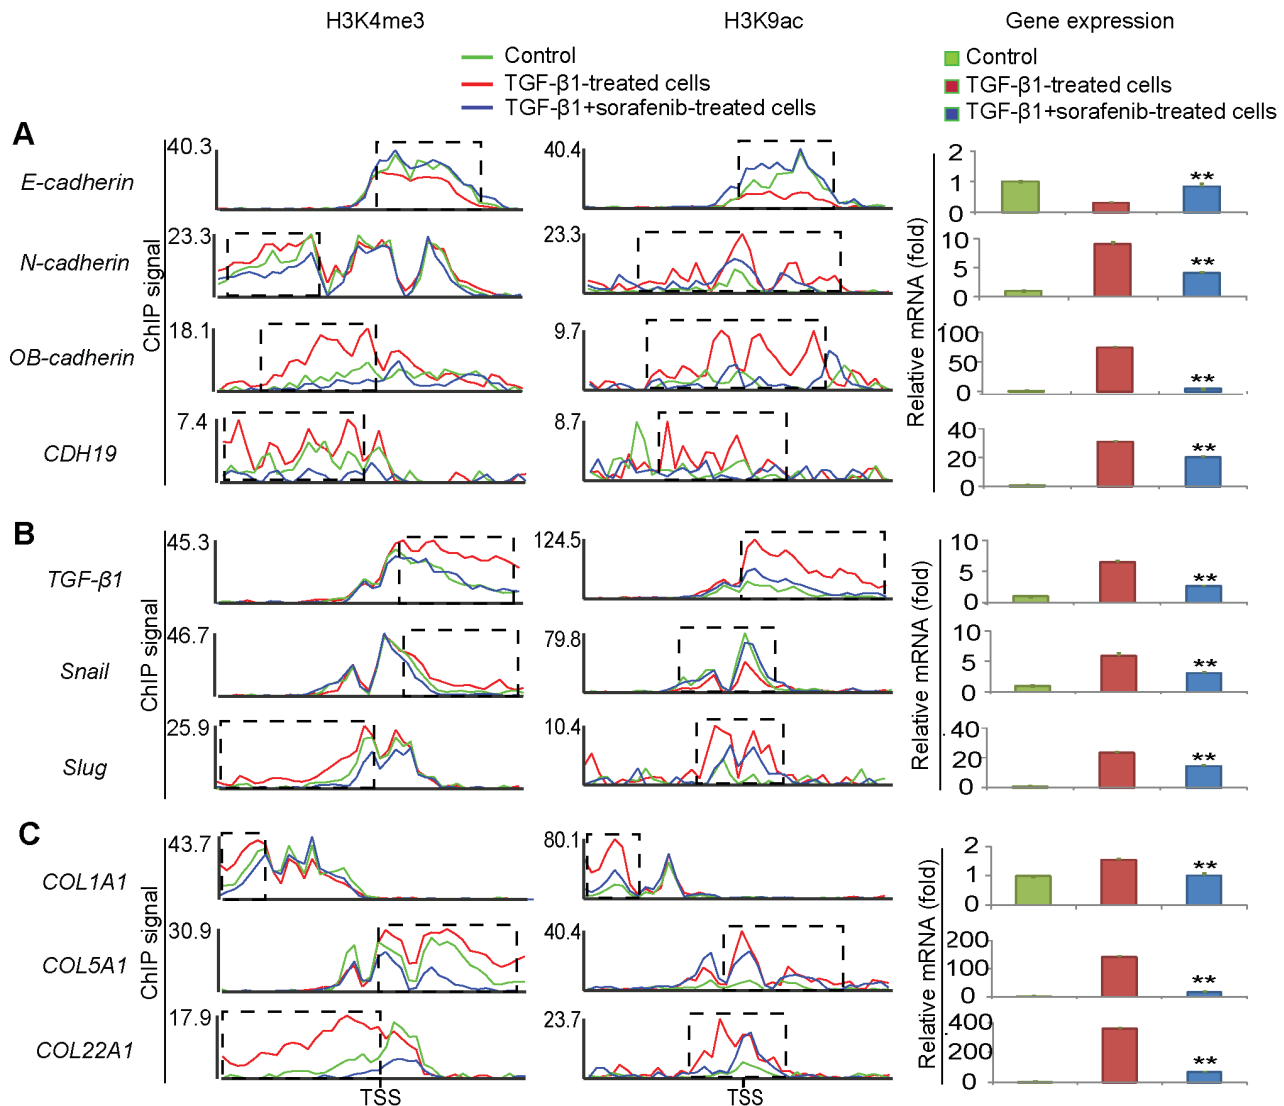 H3K4me3 H3K9ac Gene expression
Control Control
TGF-β1-treated cells TGF-β1-treated cells
TGF-β1+sorafenib-treated cells TGF-β1+sorafenib-treated cells
A
ChIP signal
Relative mRNA (fold)
E-cadherin 40.3 40.4 2 1 0 **
N-cadherin 23.3 23.3 10 5 0 **
OB-cadherin 18.1 9.7 100 50 0 **
CDH19 7.4 8.7 40 20 0 **
B
ChIP signal
Relative mRNA (fold)
TGF-β1 45.3 124.5 10 5 0 **
Snail 46.7 79.8 10 5 0 **
Slug 25.9 10.4 40 20 0 **
C
ChIP signal
Relative mRNA (fold)
COL1A1 43.7 80.1 2 1 0 **
COL5A1 30.9 40.4 200 100 0 **
COL22A1 17.9 23.7 400 200 0 **
TSS TSS